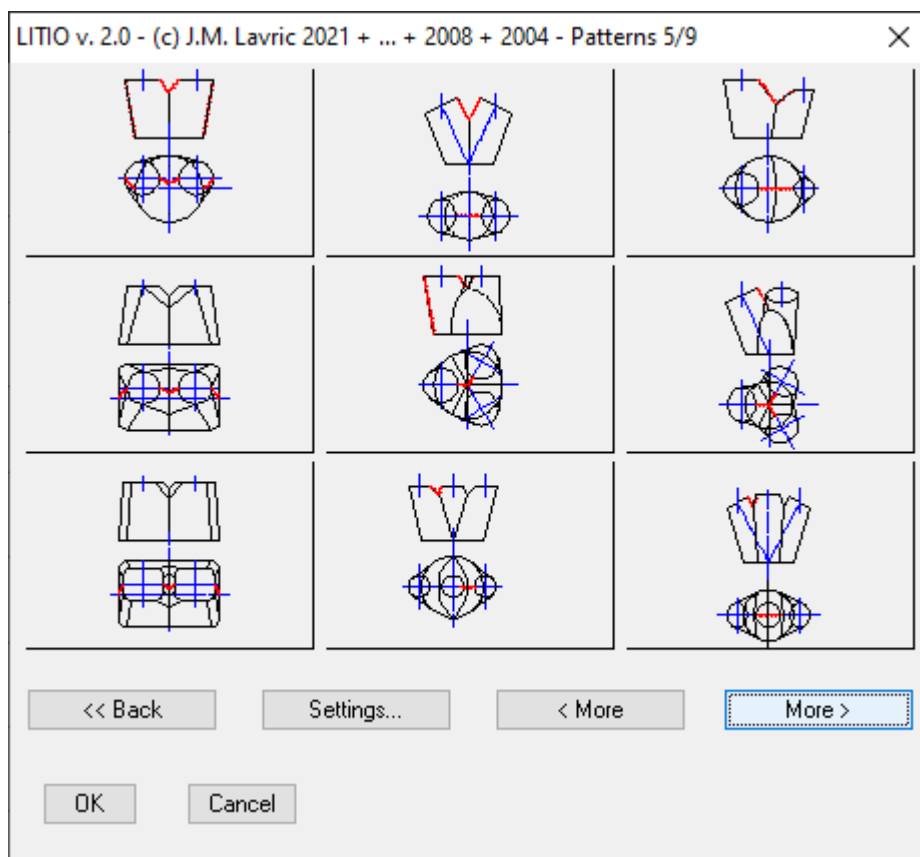 LITIO v. 2.0 - (c) J.M. Lavric 2021 + ... + 2008 + 2004 - Patterns 5/9
<< Back
Settings...
< More
More >
OK
Cancel